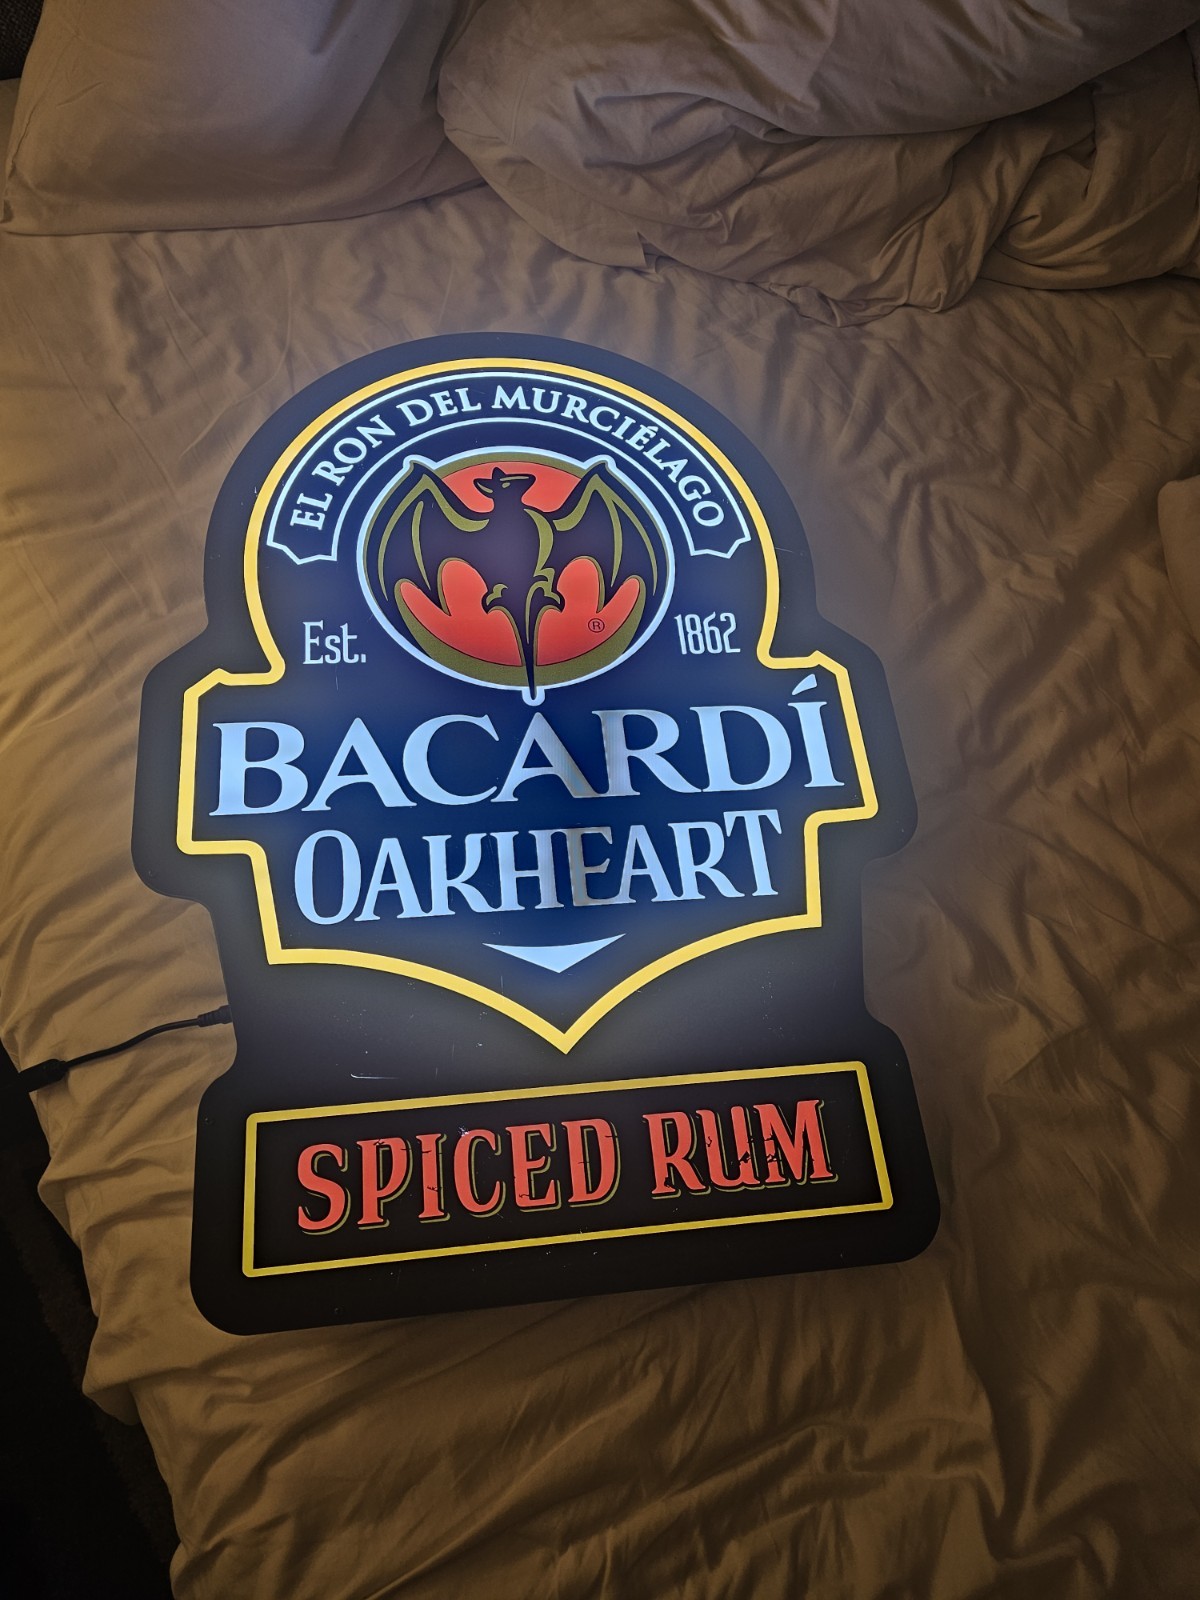 EL RON DEL MURCIÉLAGO
®
Est. 1862
BACARDÍ
OAKHEART
SPICED RUM